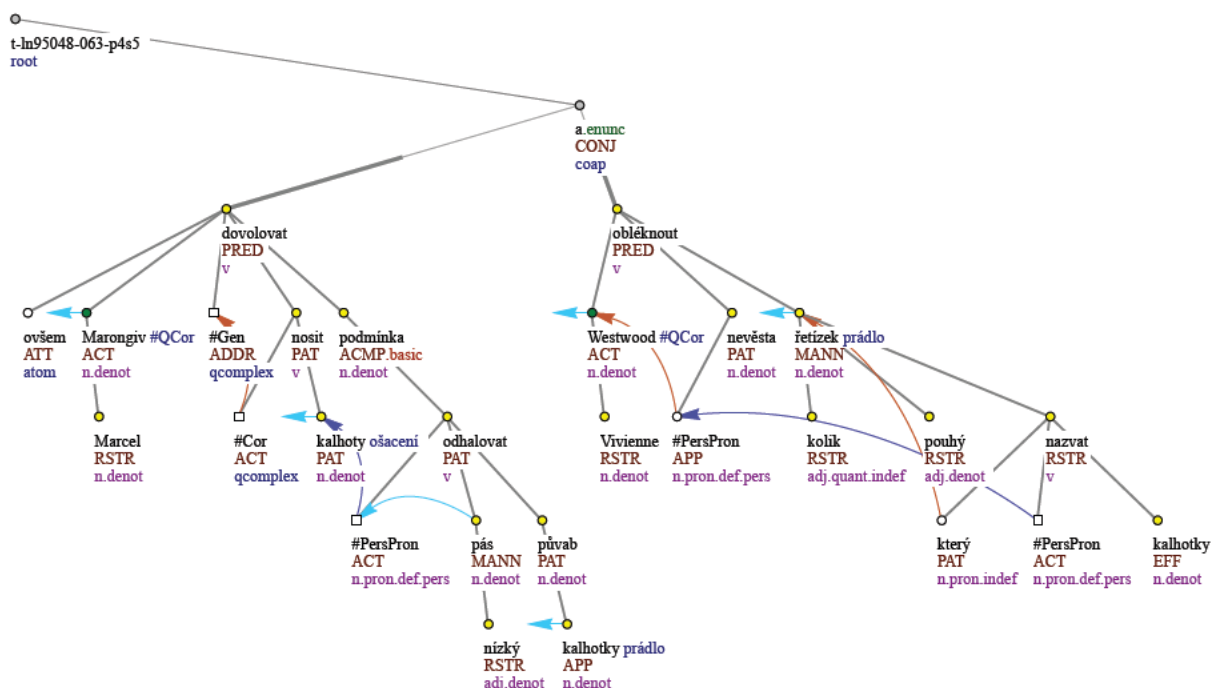 t-ln95048-063-p4s5
root
a.enunc
CONJ
coap
dovolovat
PRED
v
obléknout
PRED
v
ovšem
ATT
atom
Marongiv #QCor
ACT
n.denot
#Gen
ADDR
qcomplex
nosit
PAT
v
podmínka
ACMP.basic
n.denot
Westwood #QCor
ACT
n.denot
nevěsta
PAT
n.denot
řetízek prádlo
MANN
n.denot
Marcel
RSTR
n.denot
#Cor
ACT
qcomplex
kalhoty ošacení
PAT
n.denot
odhalovat
PAT
v
Vivienne
RSTR
n.denot
#PersPron
APP
n.pron.def.pers
kolik
RSTR
adj.quant.indef
pouhý
RSTR
adj.denot
nazvat
RSTR
v
#PersPron
ACT
n.pron.def.pers
pás
MANN
n.denot
půvab
PAT
n.denot
který
PAT
n.pron.indef
#PersPron
ACT
n.pron.def.pers
kalhotky
EFF
n.denot
nízký
RSTR
adj.denot
kalhotky prádlo
APP
n.denot